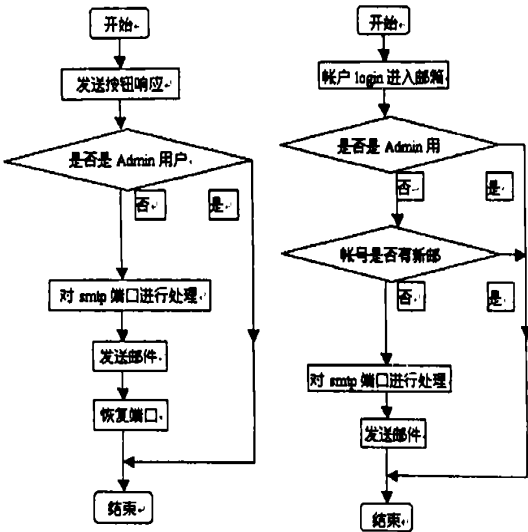 开始
发送按钮响应
是否是 Admin 用户
否
是
对 smtp 端口进行处理
发送邮件
恢复端口
结束
开始
帐户 login 进入邮箱
是否是 Admin 用
否
是
帐号是否有新邮
否
是
对 smtp 端口进行处理
发送邮件
结束